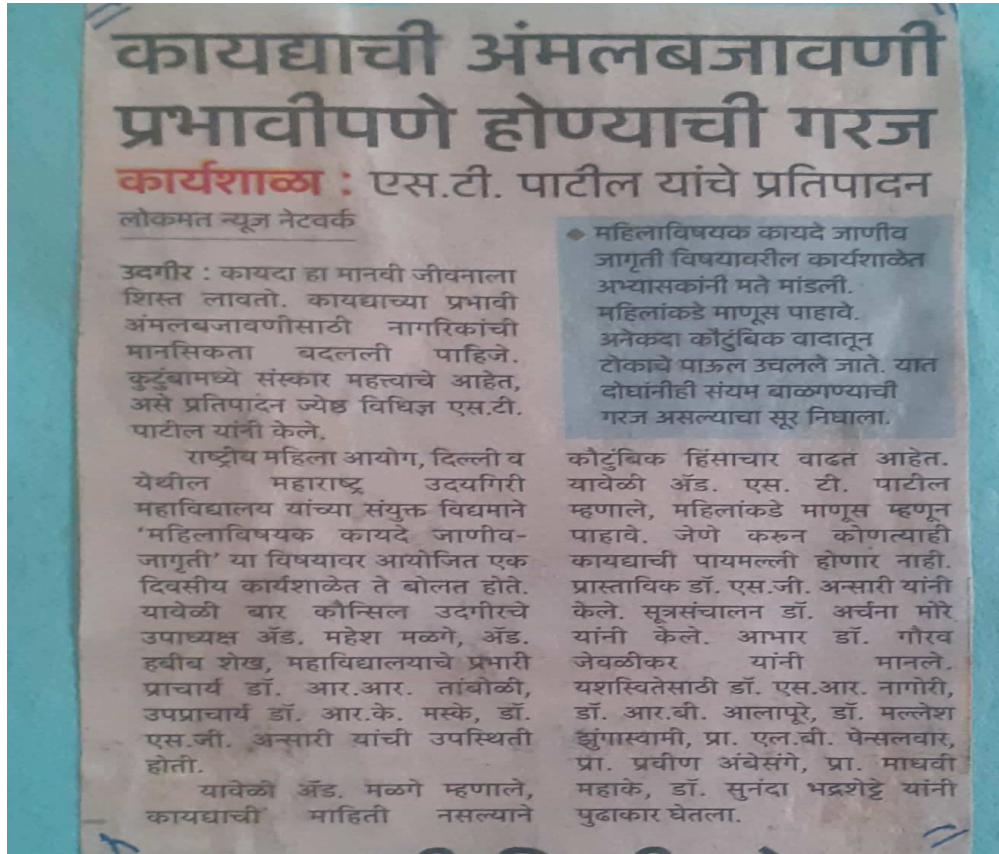 कायद्याची अंमलबजावणी
प्रभावीपणे होण्याची गरज
कार्यशाळा : एस.टी. पाटील यांचे प्रतिपादन
लोकमत न्यूज नेटवर्क
उदगीर : कायदा हा मानवी जीवनाला
शिस्त लावतो. कायद्याच्या प्रभावी
अंमलबजावणीसाठी नागरिकांची
मानसिकता बदलली पाहिजे.
कुटुंबामध्ये संस्कार महत्त्वाचे आहेत,
असे प्रतिपादन ज्येष्ठ विधिज्ञ एस.टी.
पाटील यांनी केले.
राष्ट्रीय महिला आयोग, दिल्ली व
येथील महाराष्ट्र उदयगिरी
महाविद्यालय यांच्या संयुक्त विद्यमाने
'महिलाविषयक कायदे जाणीव-
जागृती' या विषयावर आयोजित एक
दिवसीय कार्यशाळेत ते बोलत होते.
यावेळी बार कौन्सिल उदगीरचे
उपाध्यक्ष ॲड. महेश मळगे, ॲड.
हबीब शेख, महाविद्यालयाचे प्रभारी
प्राचार्य डॉ. आर.आर. तांबोळी,
उपप्राचार्य डॉ. आर.के. मस्के, डॉ.
एस.जी. अन्सारी यांची उपस्थिती
होती.
यावेळी ॲड. मळगे म्हणाले,
कायद्याची माहिती नसल्याने
◆ महिलाविषयक कायदे जाणीव
जागृती विषयावरील कार्यशाळेत
अभ्यासकांनी मते मांडली.
महिलांकडे माणूस पाहावे.
अनेकदा कौटुंबिक वादातून
टोकाचे पाऊल उचलले जाते. यात
दोघांनीही संयम बाळगण्याची
गरज असल्याचा सूर निघाला.
कौटुंबिक हिंसाचार वाढत आहेत.
यावेळी ॲड. एस. टी. पाटील
म्हणाले, महिलांकडे माणूस म्हणून
पाहावे. जेणे करून कोणत्याही
कायद्याची पायमल्ली होणार नाही.
प्रास्ताविक डॉ. एस.जी. अन्सारी यांनी
केले. सूत्रसंचालन डॉ. अर्चना मोरे
यांनी केले. आभार डॉ. गौरव
जेवळीकर यांनी मानले.
यशस्वितेसाठी डॉ. एस.आर. नागोरी,
डॉ. आर.बी. आलापूरे, डॉ. मल्लेश
झुंगास्वामी, प्रा. एल.बी. पेन्सलवार,
प्रा. प्रवीण अंबेसंगे, प्रा. माधवी
महाके, डॉ. सुनंदा भद्रशेट्टे यांनी
पुढाकार घेतला.